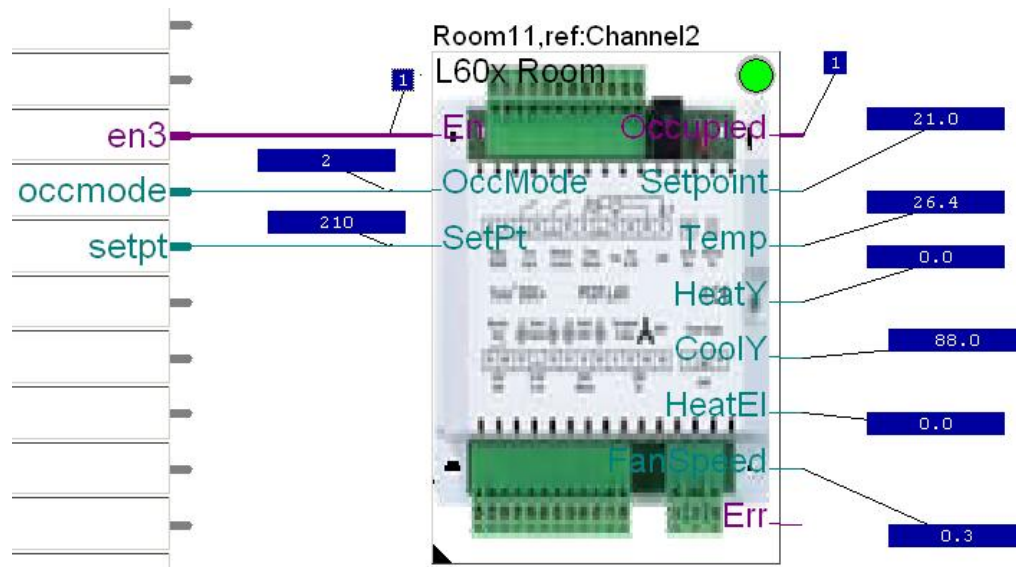 Room11,ref:Channel2
L60x Room
1
1
en3
En
Occupied
21.0
2
occmode
OccMode
Setpoint
210
26.4
setpt
SetPt
Temp
0.0
HeatY
88.0
CoolY
HeatEl
0.0
FanSpeed
Err
0.3